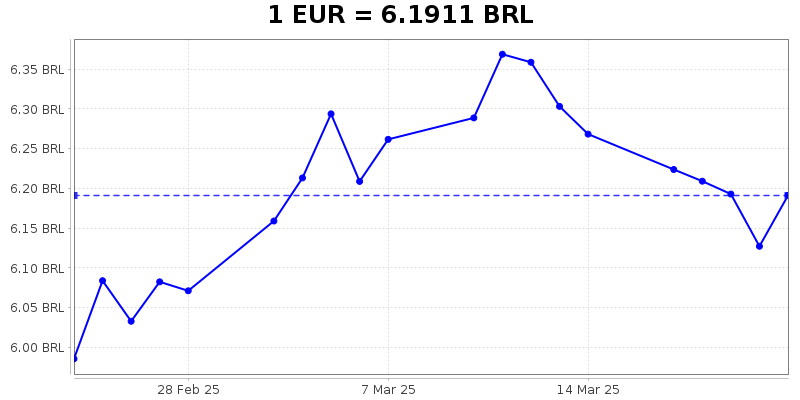 1 EUR = 6.1911 BRL
6.35 BRL
6.30 BRL
6.25 BRL
6.20 BRL
6.15 BRL
6.10 BRL
6.05 BRL
6.00 BRL
28 Feb 25
7 Mar 25
14 Mar 25